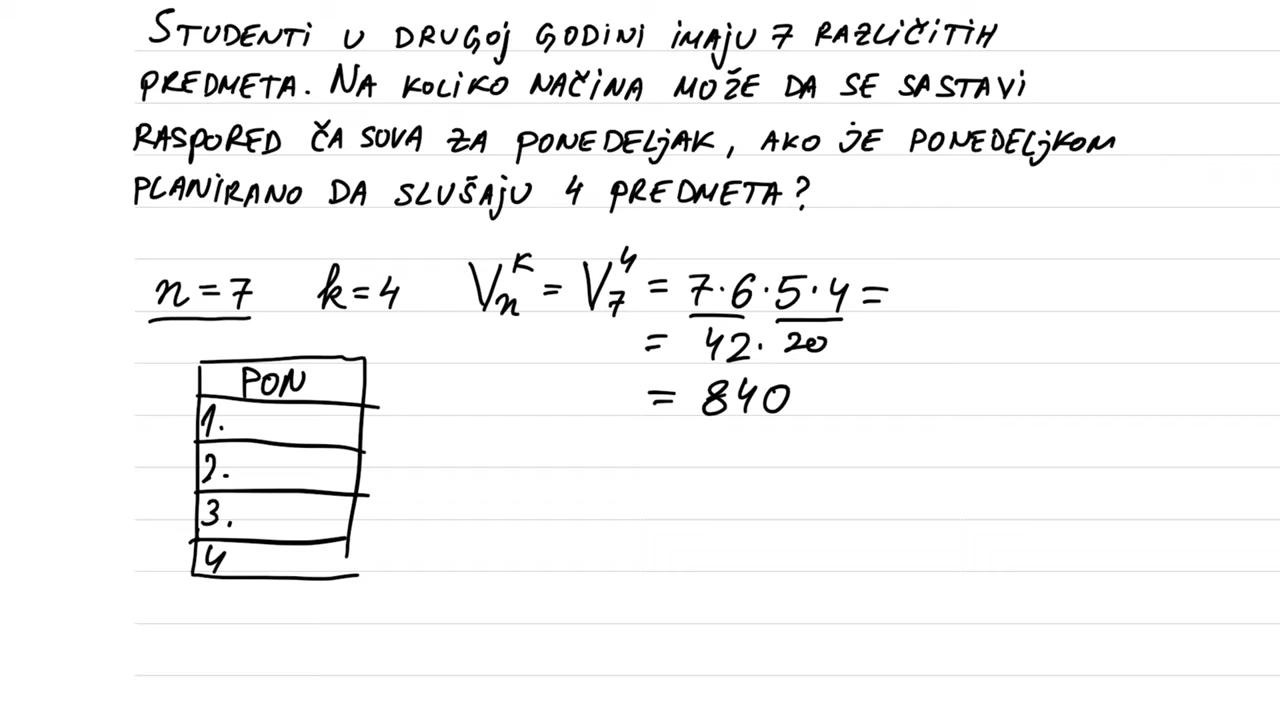 STUDENTI U DRUGOJ GODINI IMAJU 7 RAZLIČITIH
PREDMETA. NA KOLIKO NAČINA MOŽE DA SE SASTAVI
RASPORED ČASOVA ZA PONEDELJAK, AKO JE PONEDELJKOM
PLANIRANO DA SLUŠAJU 4 PREDMETA?
n=7 k=4 V_n^k = V_7^4 = 7·6·5·4 =
= 42·20
= 840
PON
1.
2.
3.
4